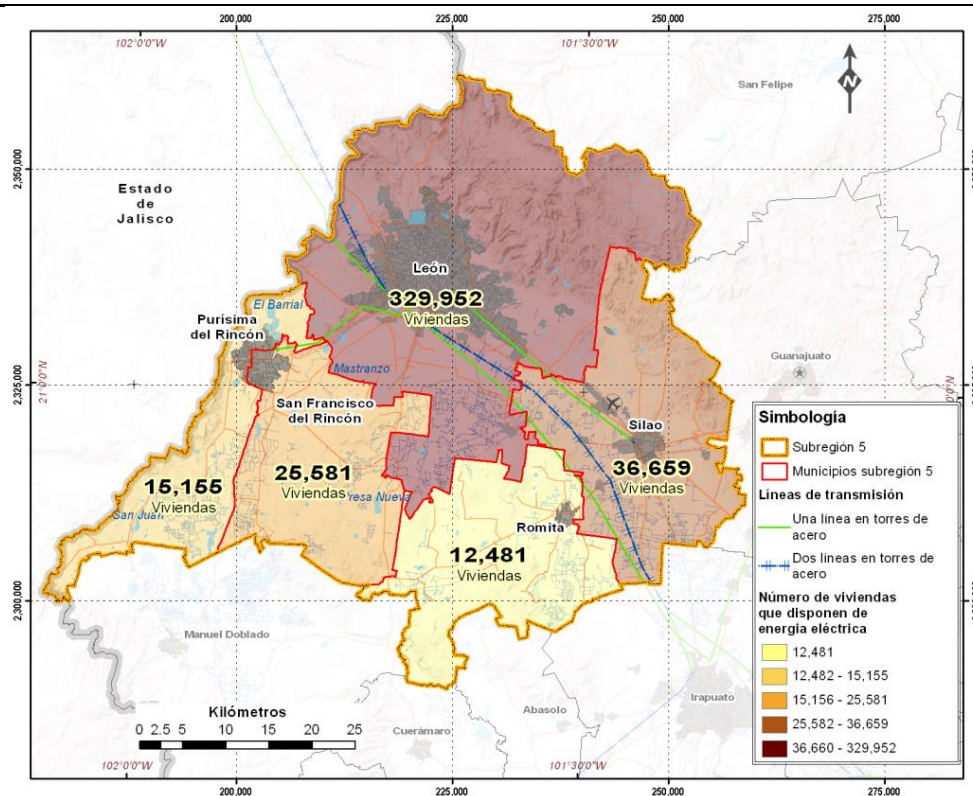 200,000
225,000
250,000
275,000
102°0'0"W
101°30'0"W
San Felipe
2,350,000
Estado
de
Jalisco
León
329,952
Viviendas
El Barrial
Purísima
del Rincón
Guanajuato
2,325,000
21°0'0"N
Mastranzo
San Francisco
del Rincón
Silao
36,659
Viviendas
25,581
Viviendas
15,155
Viviendas
San Juan
resa Nueva
Romita
12,481
Viviendas
2,300,000
Manuel Doblado
Irapuato
Abasolo
Cuerámaro
Kilómetros
0 2.5 5 10 15 20 25
Simbología
Subregión 5
Municipios subregión 5
Líneas de transmisión
Una linea en torres de
acero
Dos lineas en torres de
acero
Número de viviendas
que disponen de
energia eléctrica
12,481
12,482 - 15,155
15,156 - 25,581
25,582 - 36,659
36,660 - 329,952
102°0'0"W
101°30'0"W
200,000
225,000
250,000
275,000